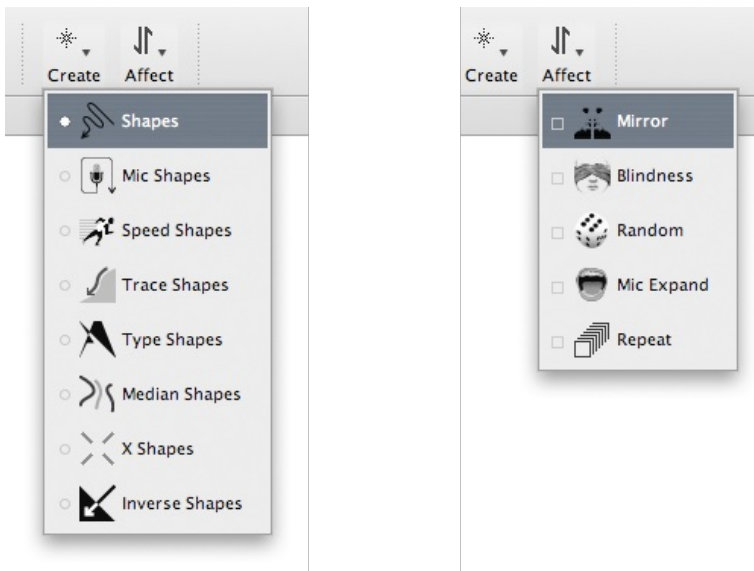 Create Affect
Shapes
Mic Shapes
Speed Shapes
Trace Shapes
Type Shapes
Median Shapes
X Shapes
Inverse Shapes
Create Affect
Mirror
Blindness
Random
Mic Expand
Repeat